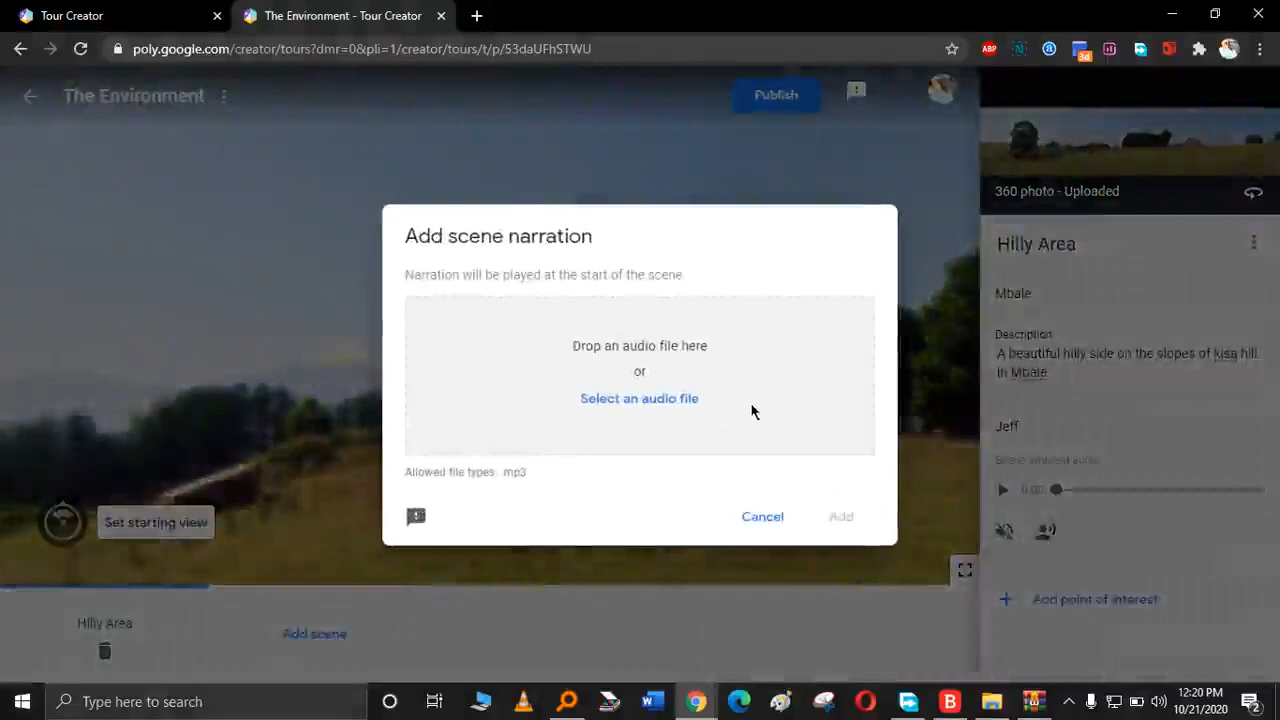 Tour Creator
The Environment - Tour Creator
poly.google.com/creator/tours?dmr=0&pli=1/creator/tours/t/p/53daUFhSTWU
ABP
3d
The Environment
Publish
360 photo - Uploaded
Add scene narration
Hilly Area
Narration will be played at the start of the scene
Mbale
Description
Drop an audio file here
A beautiful hilly side on the slopes of kisa hill.
or
in Mbale
Select an audio file
Jeff
Scene ambient audio
Allowed file types mp3
0:00
Cancel
Add
Set starting view
Add point of interest
Hilly Area
Add scene
Type here to search
12:20 PM
10/21/2020
2